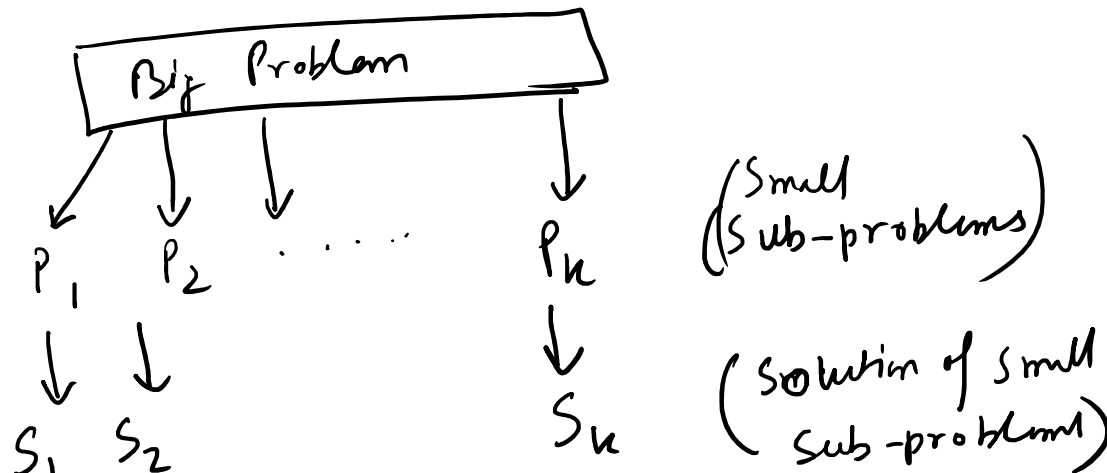 Big Problem
P1 P2 ...... Pk
(Small
Sub-problems)
S1 S2 Sk
(Solution of small
Sub-problems)